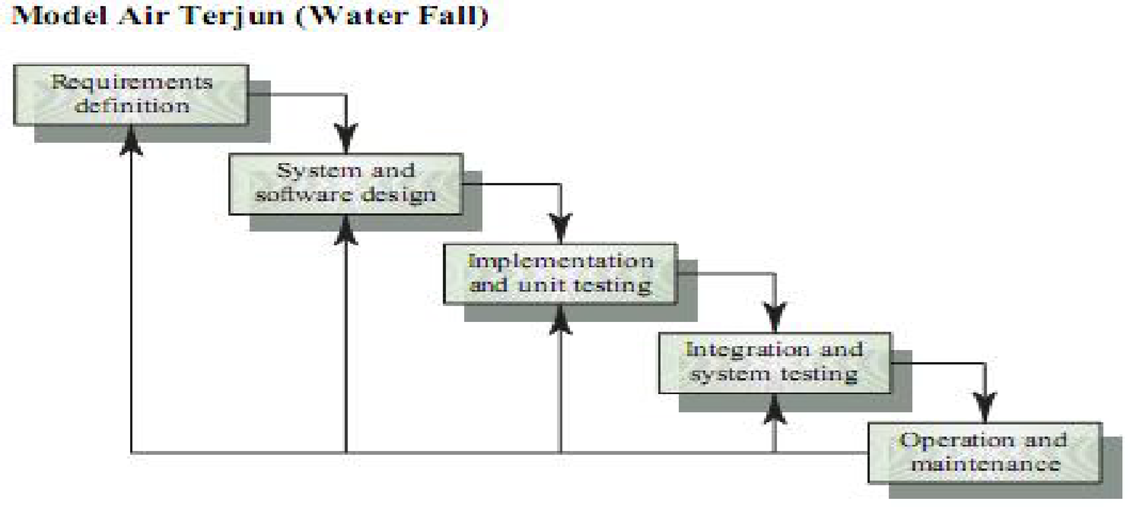 Model Air Terjun (Water Fall)
Requirements
definition
System and
software design
Implementation
and unit testing
Integration and
system testing
Operation and
maintenance